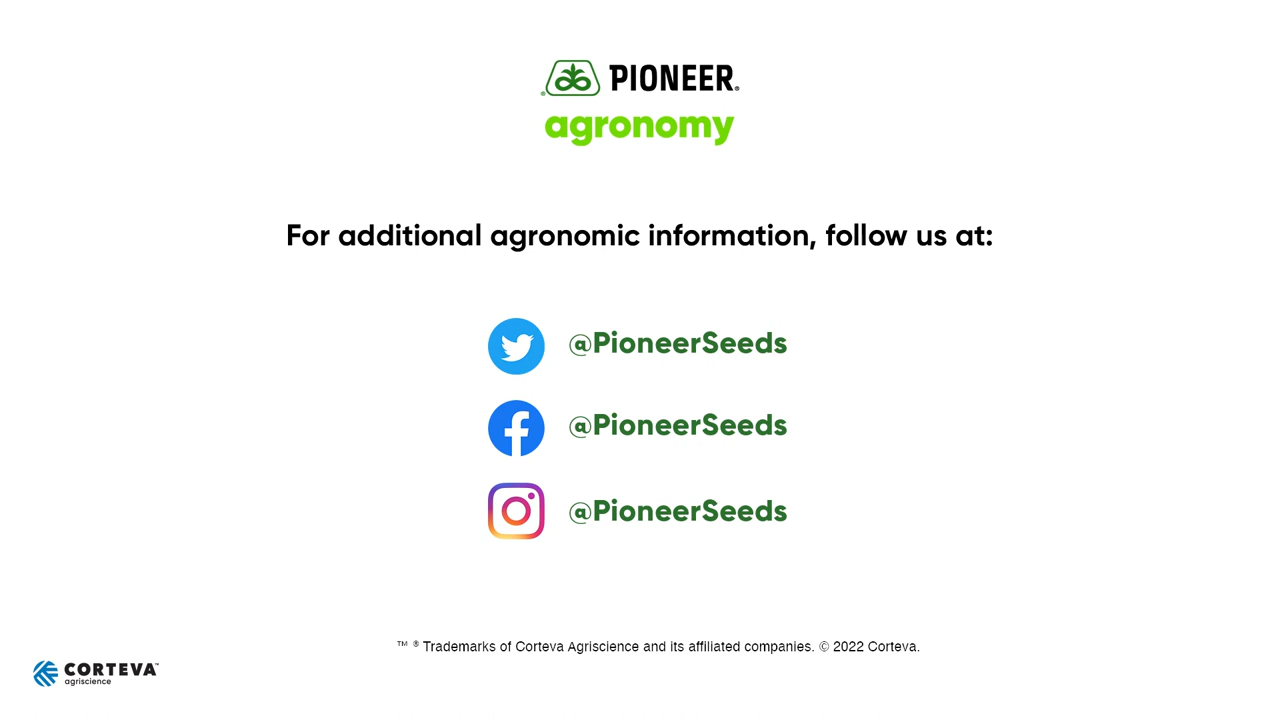 PIONEER®
agronomy
For additional agronomic information, follow us at:
@PioneerSeeds
@PioneerSeeds
@PioneerSeeds
™ ® Trademarks of Corteva Agriscience and its affiliated companies. © 2022 Corteva.
CORTEVA™
agriscience